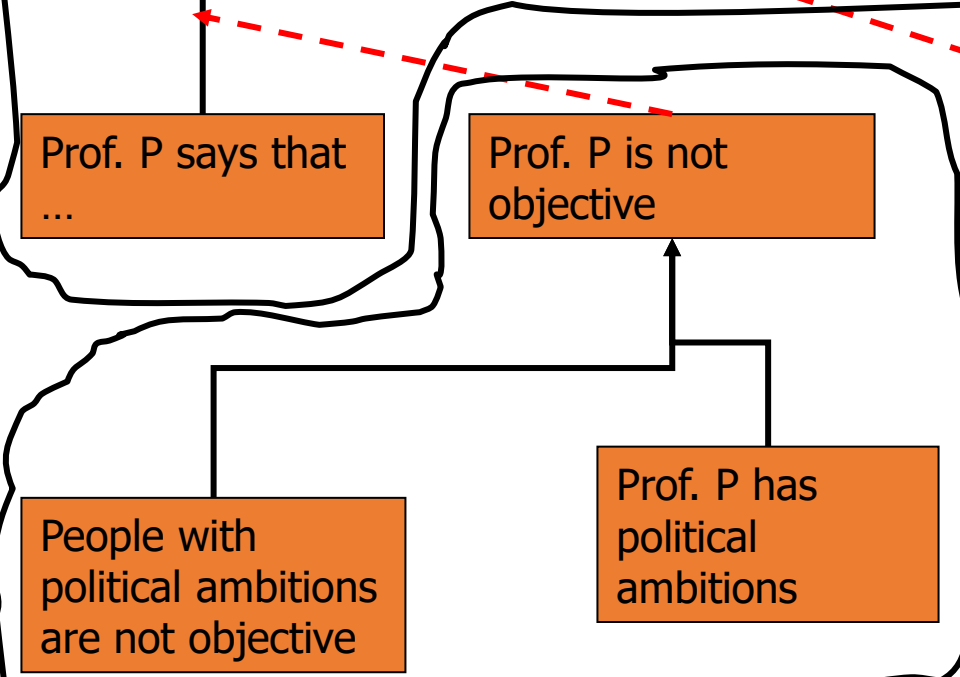 Prof. P says that
...
Prof. P is not
objective
People with
political ambitions
are not objective
Prof. P has
political
ambitions